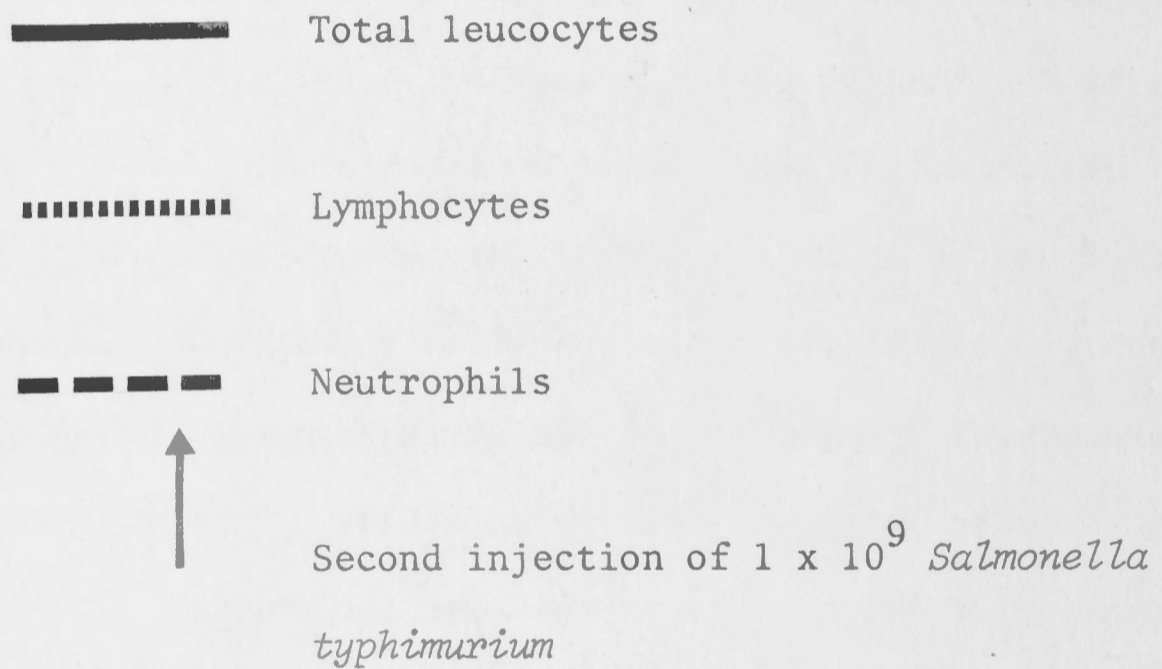 Total leucocytes
Lymphocytes
Neutrophils
Second injection of 1 x 10⁹ Salmonella
typhimurium